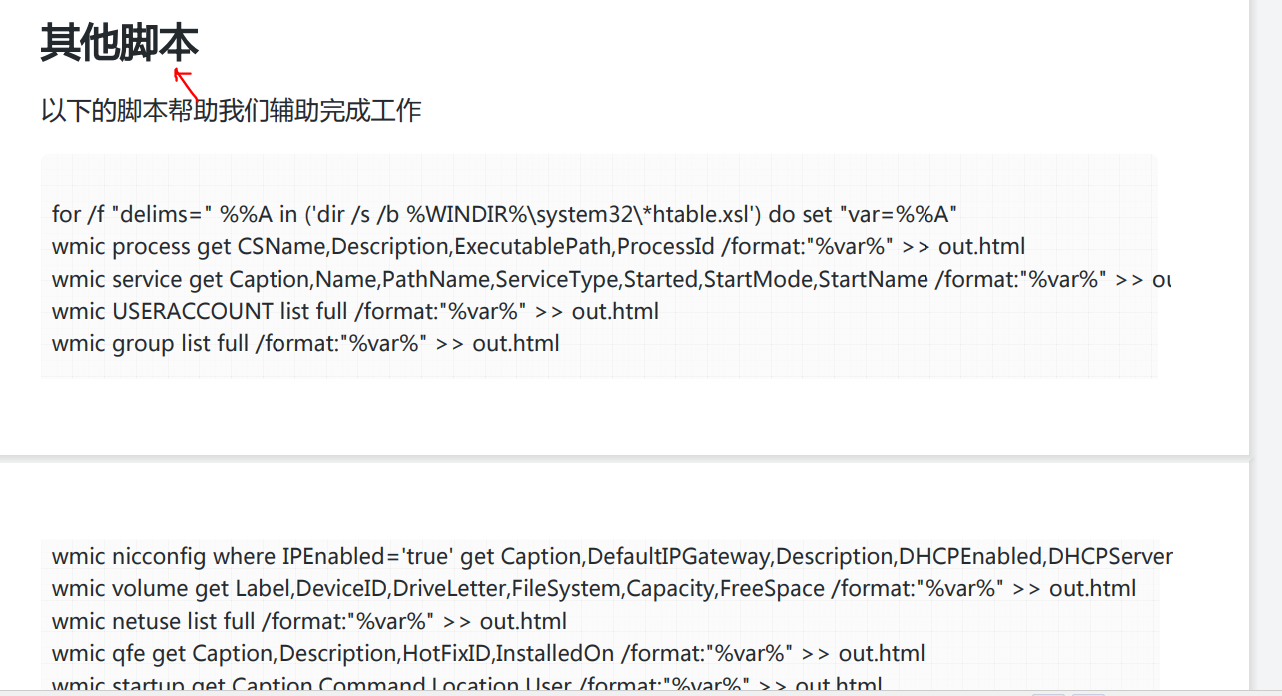 其他脚本
以下的脚本帮助我们辅助完成工作
for /f "delims=" %%A in ('dir /s /b %WINDIR%\system32\*htable.xsl') do set "var=%%A"
wmic process get CSName,Description,ExecutablePath,ProcessId /format:"%var%" >> out.html
wmic service get Caption,Name,PathName,ServiceType,Started,StartMode,StartName /format:"%var%" >> ou
wmic USERACCOUNT list full /format:"%var%" >> out.html
wmic group list full /format:"%var%" >> out.html
wmic nicconfig where IPEnabled='true' get Caption,DefaultIPGateway,Description,DHCPEnabled,DHCPServer
wmic volume get Label,DeviceID,DriveLetter,FileSystem,Capacity,FreeSpace /format:"%var%" >> out.html
wmic netuse list full /format:"%var%" >> out.html
wmic qfe get Caption,Description,HotFixID,InstalledOn /format:"%var%" >> out.html
wmic startup get Caption,Command,Location,User /format:"%var%" >> out.html